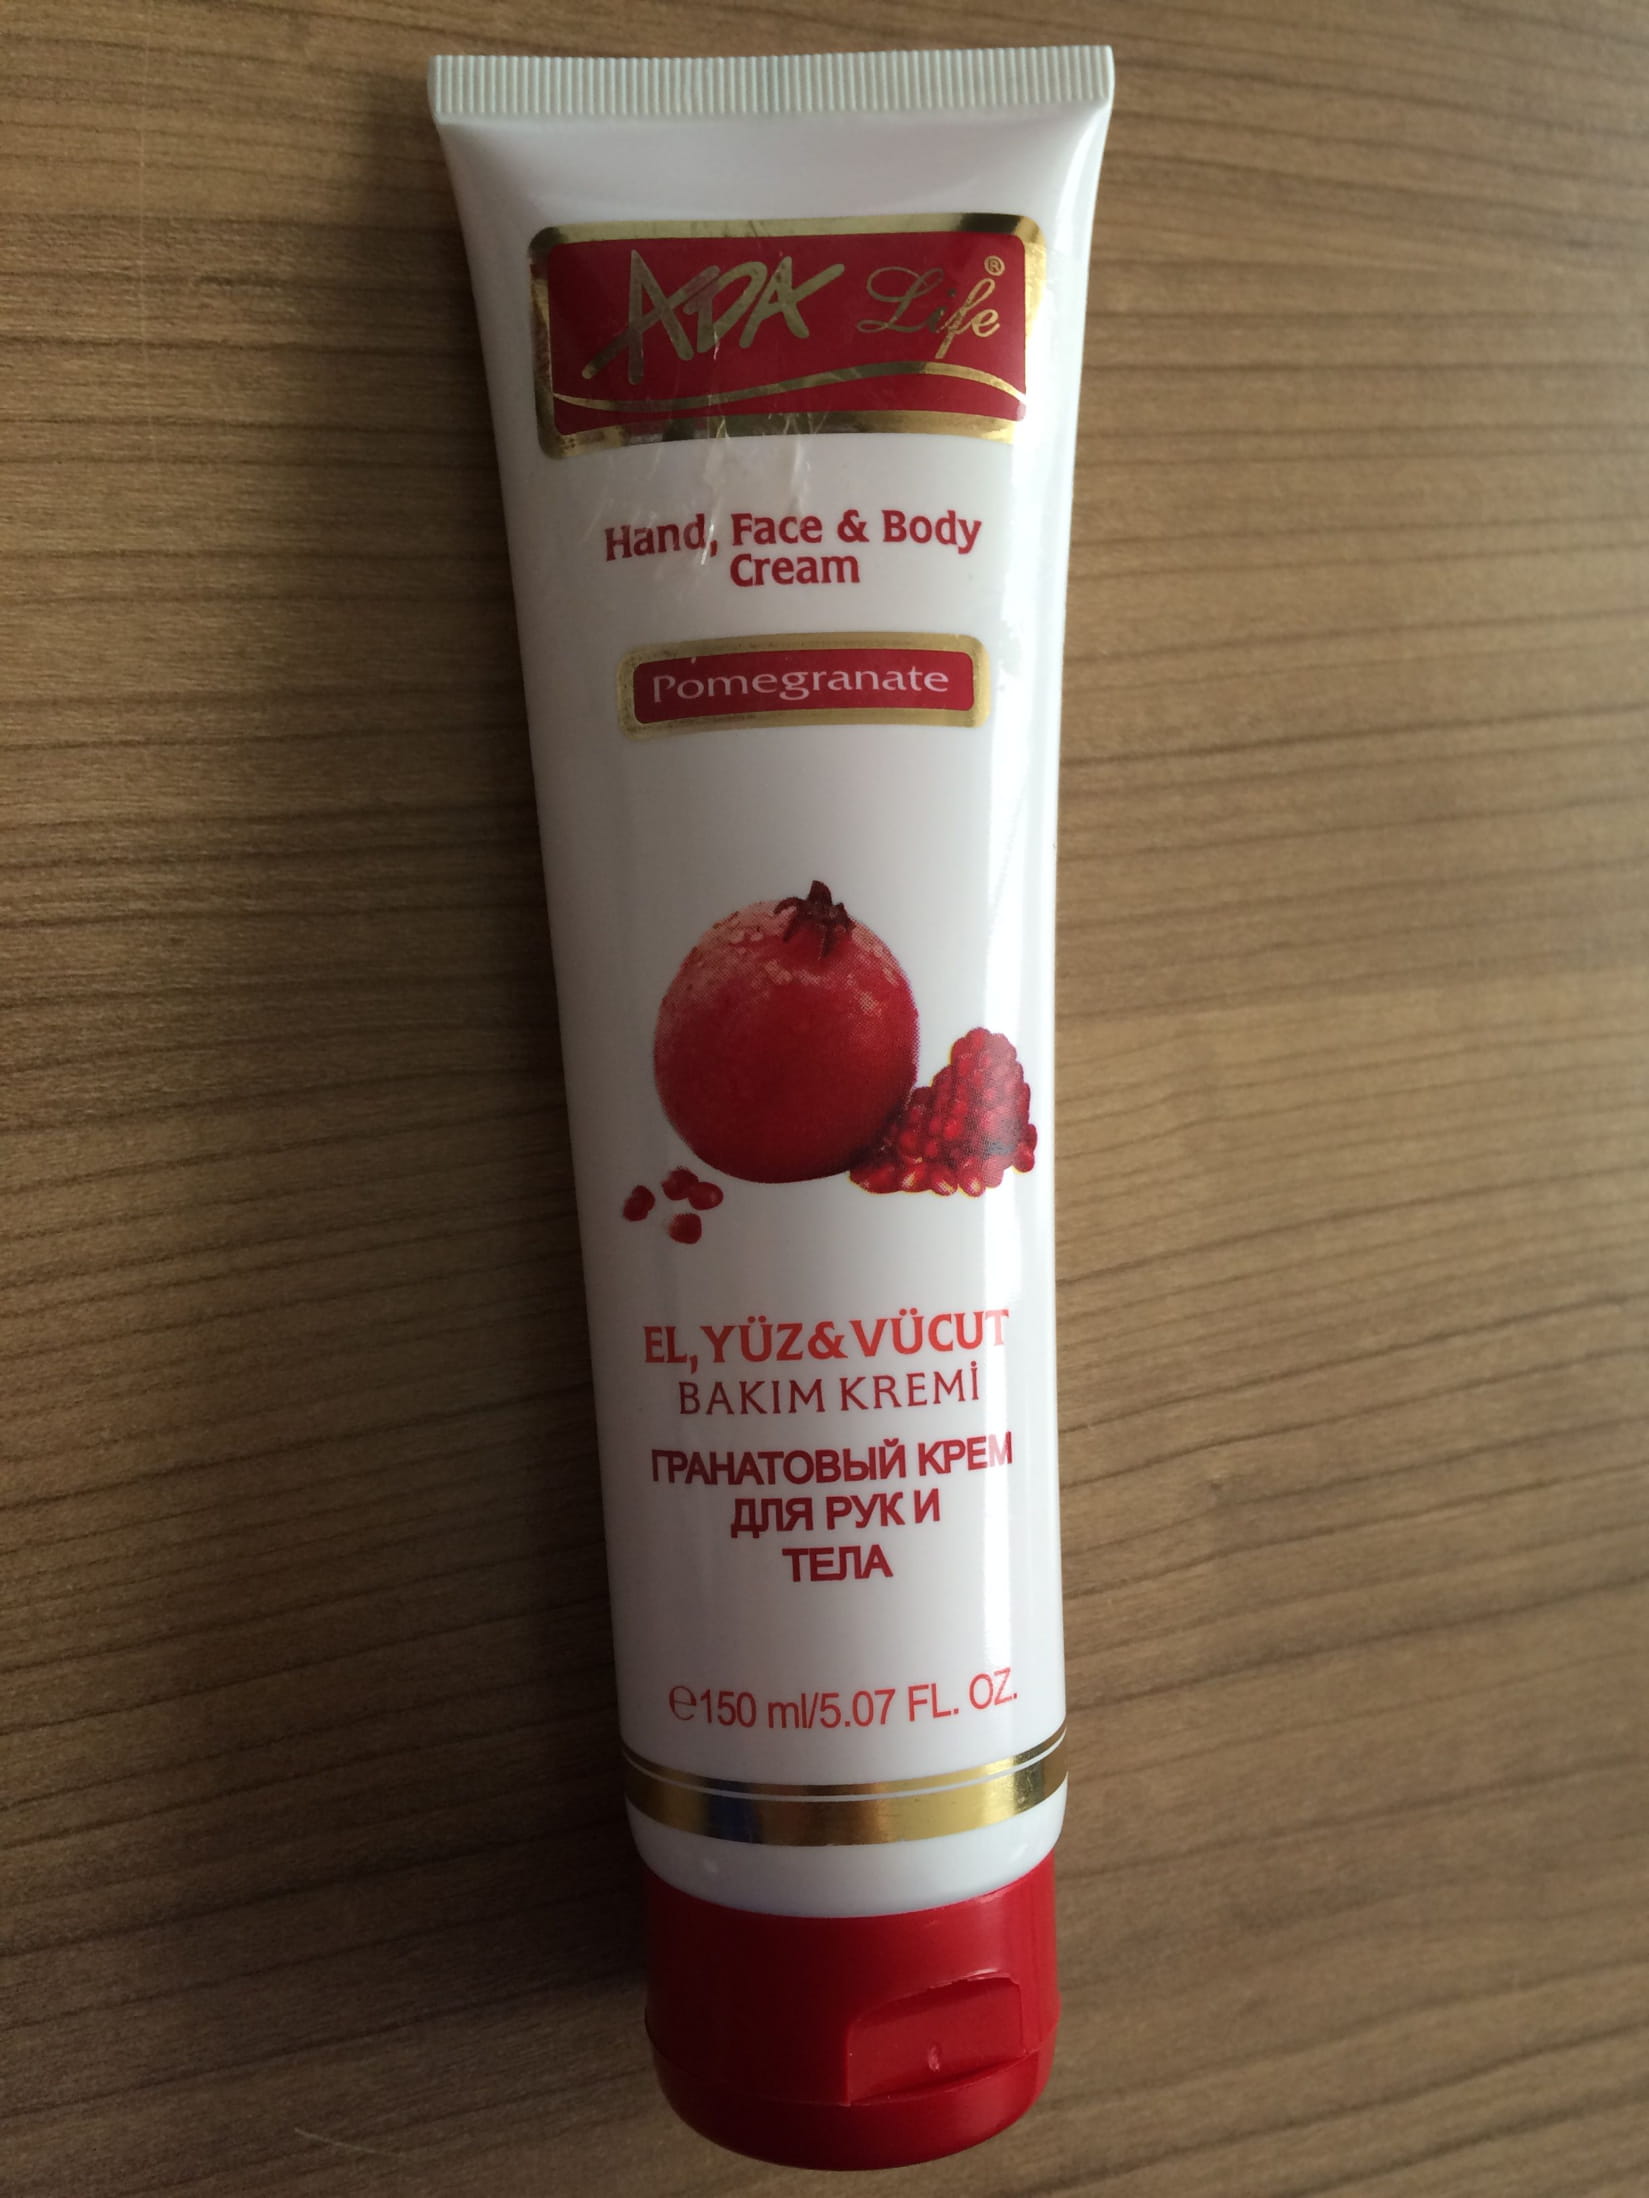 ADA Life®
Hand, Face & Body
Cream
Pomegranate
EL, YÜZ&VÜCUT
BAKIM KREMİ
ГРАНАТОВЫЙ КРЕМ
ДЛЯ РУК И
ТЕЛА
℮150 ml/5.07 FL. OZ.